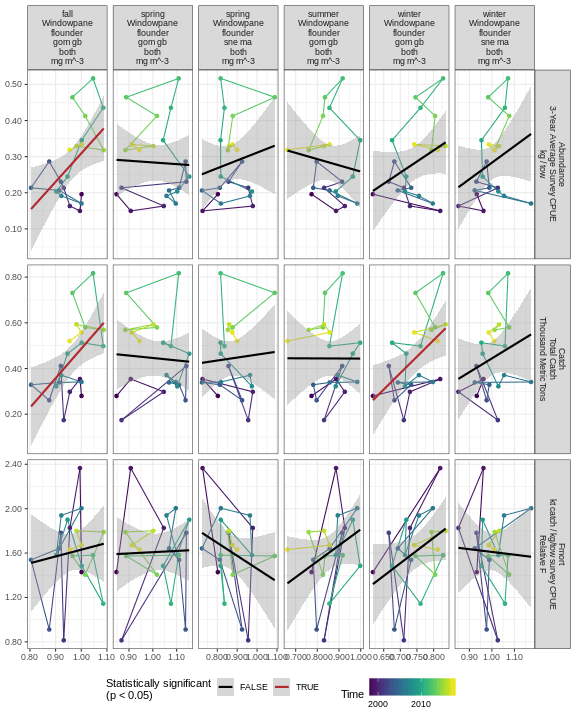 fall
Windowpane
flounder
gom gb
both
mg m^-3
spring
Windowpane
flounder
gom gb
both
mg m^-3
spring
Windowpane
flounder
sne ma
both
mg m^-3
summer
Windowpane
flounder
gom gb
both
mg m^-3
winter
Windowpane
flounder
gom gb
both
mg m^-3
winter
Windowpane
flounder
sne ma
both
mg m^-3
0.50
0.40
0.30
0.20
0.10
Abundance
3-Year Average Survey CPUE
kg / tow
0.80
0.60
0.40
0.20
Catch
Total Catch
Thousand Metric Tons
2.40
2.00
1.60
1.20
0.80
Fmort
kt catch / kg/tow survey CPUE
Relative F
0.80 0.90 1.00 1.10
0.90 1.00 1.10
0.800 0.900 1.000 1.100
0.700 0.800 0.900 1.000
0.650 0.700 0.750 0.800
0.90 1.00 1.10
Statistically significant
(p < 0.05)
FALSE
TRUE
Time
2000
2010